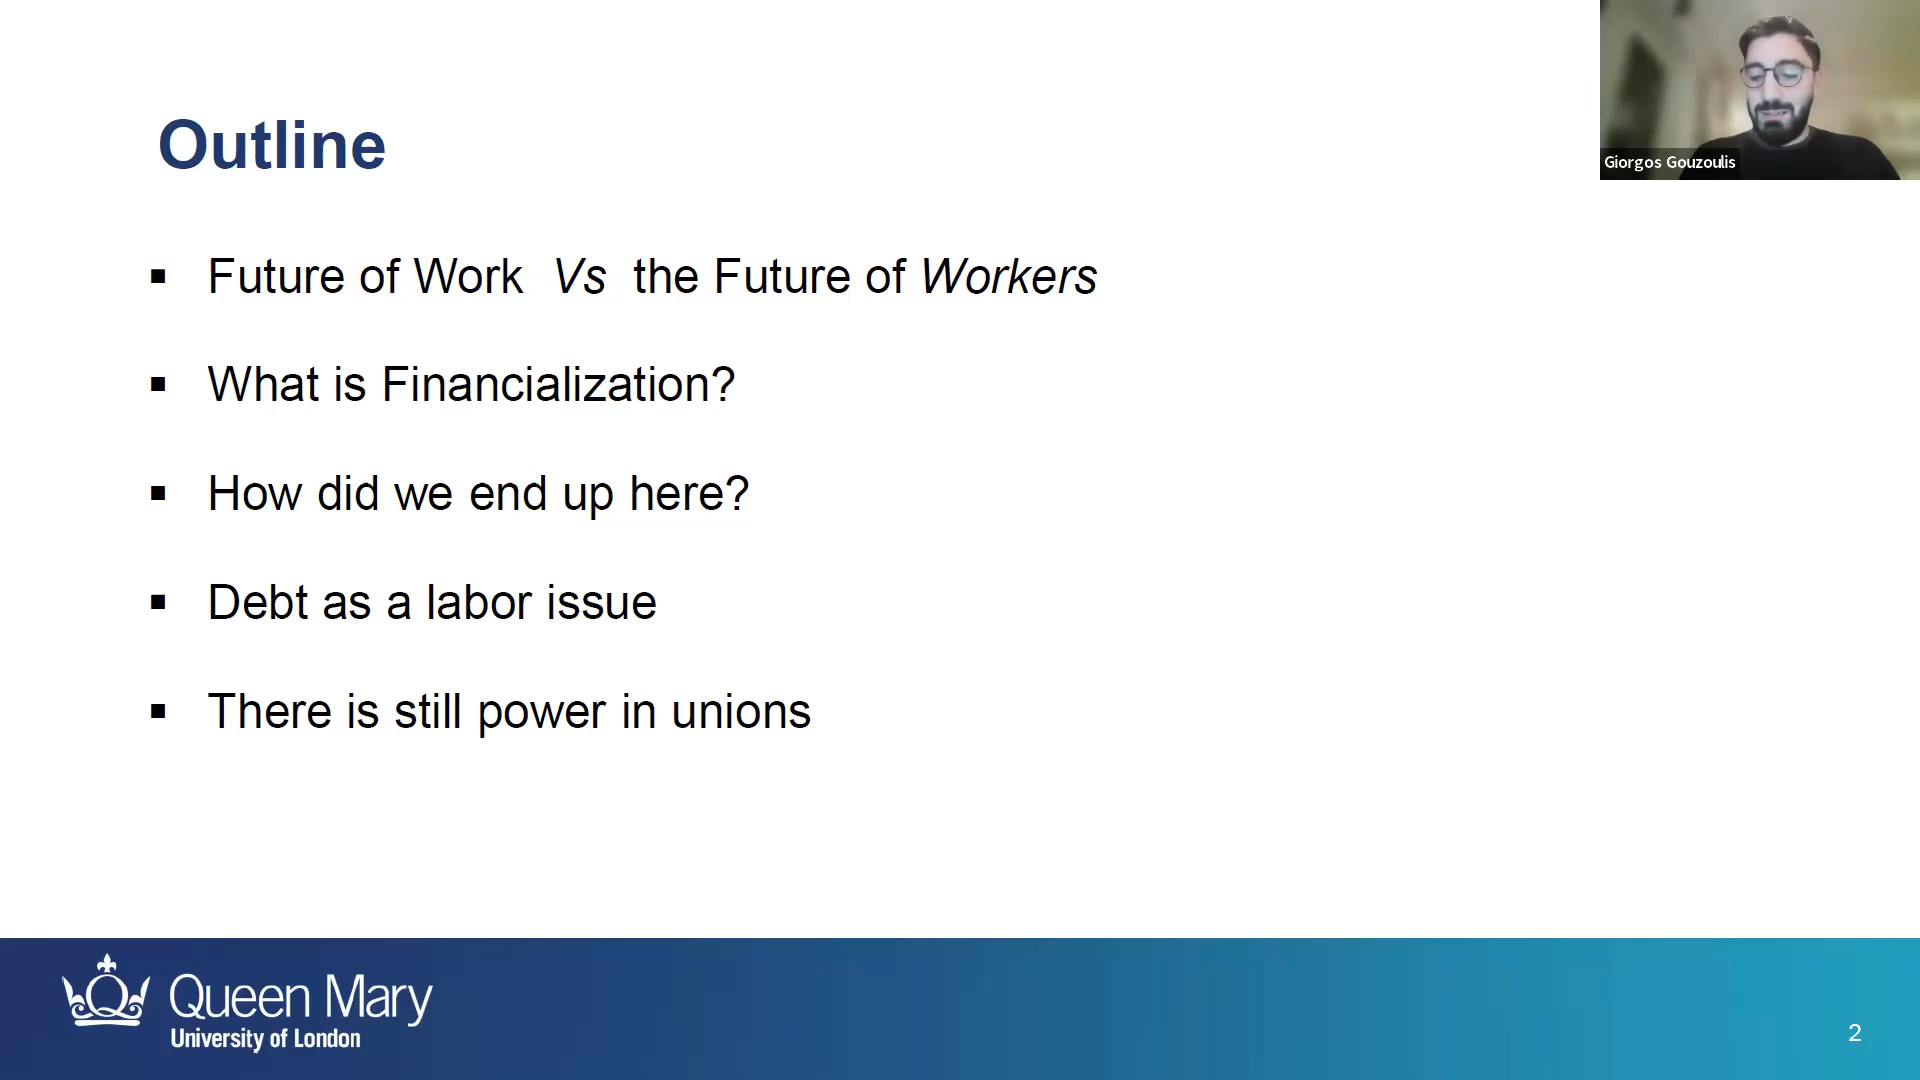 Outline
▪ Future of Work Vs the Future of Workers
▪ What is Financialization?
▪ How did we end up here?
▪ Debt as a labor issue
▪ There is still power in unions
Giorgos Gouzoulis
Queen Mary
University of London
2